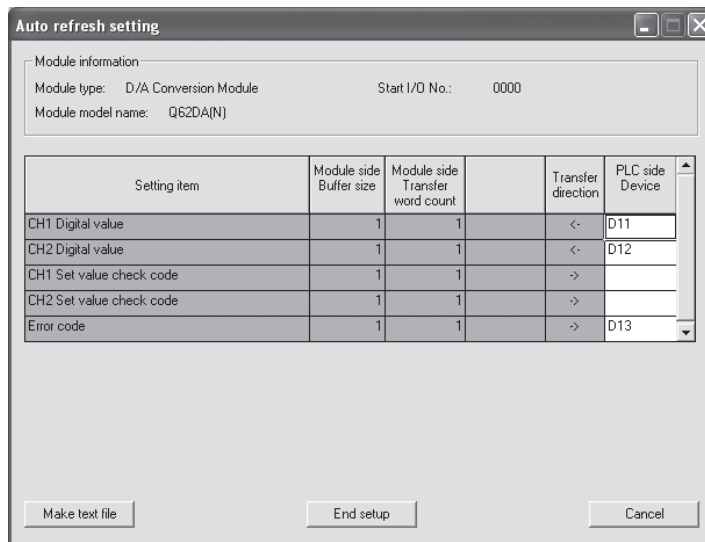 Auto refresh setting
Module information
Module type: D/A Conversion Module Start I/O No.: 0000
Module model name: Q62DA(N)
Setting item Module side Buffer size Module side Transfer word count Transfer direction PLC side Device
CH1 Digital value 1 1 <- D11
CH2 Digital value 1 1 <- D12
CH1 Set value check code 1 1 ->
CH2 Set value check code 1 1 ->
Error code 1 1 -> D13
Make text file End setup Cancel